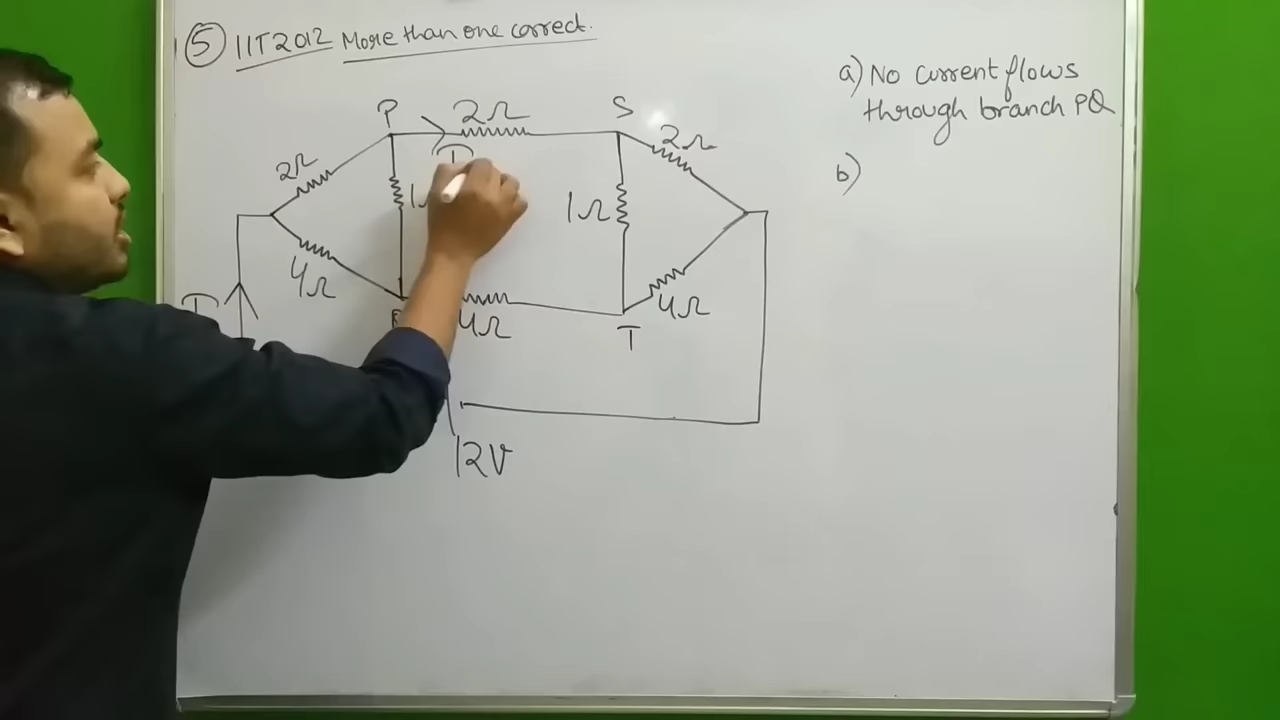 5 IIT2012 More than one correct.
a) No current flows
through branch PQ
b)
P 2Ω S
2Ω 2Ω
1Ω
4Ω 4Ω
4Ω
T
I
12V